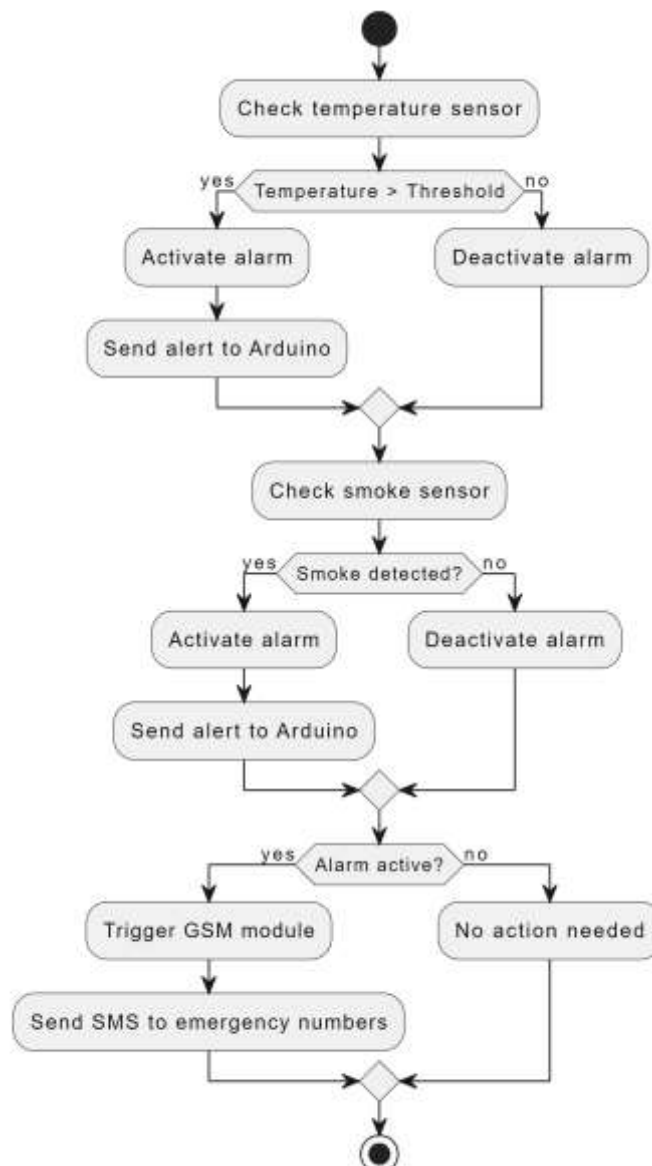 Check temperature sensor
yes
Temperature > Threshold
no
Activate alarm
Deactivate alarm
Send alert to Arduino
Check smoke sensor
yes
Smoke detected?
no
Activate alarm
Deactivate alarm
Send alert to Arduino
yes
Alarm active?
no
Trigger GSM module
No action needed
Send SMS to emergency numbers